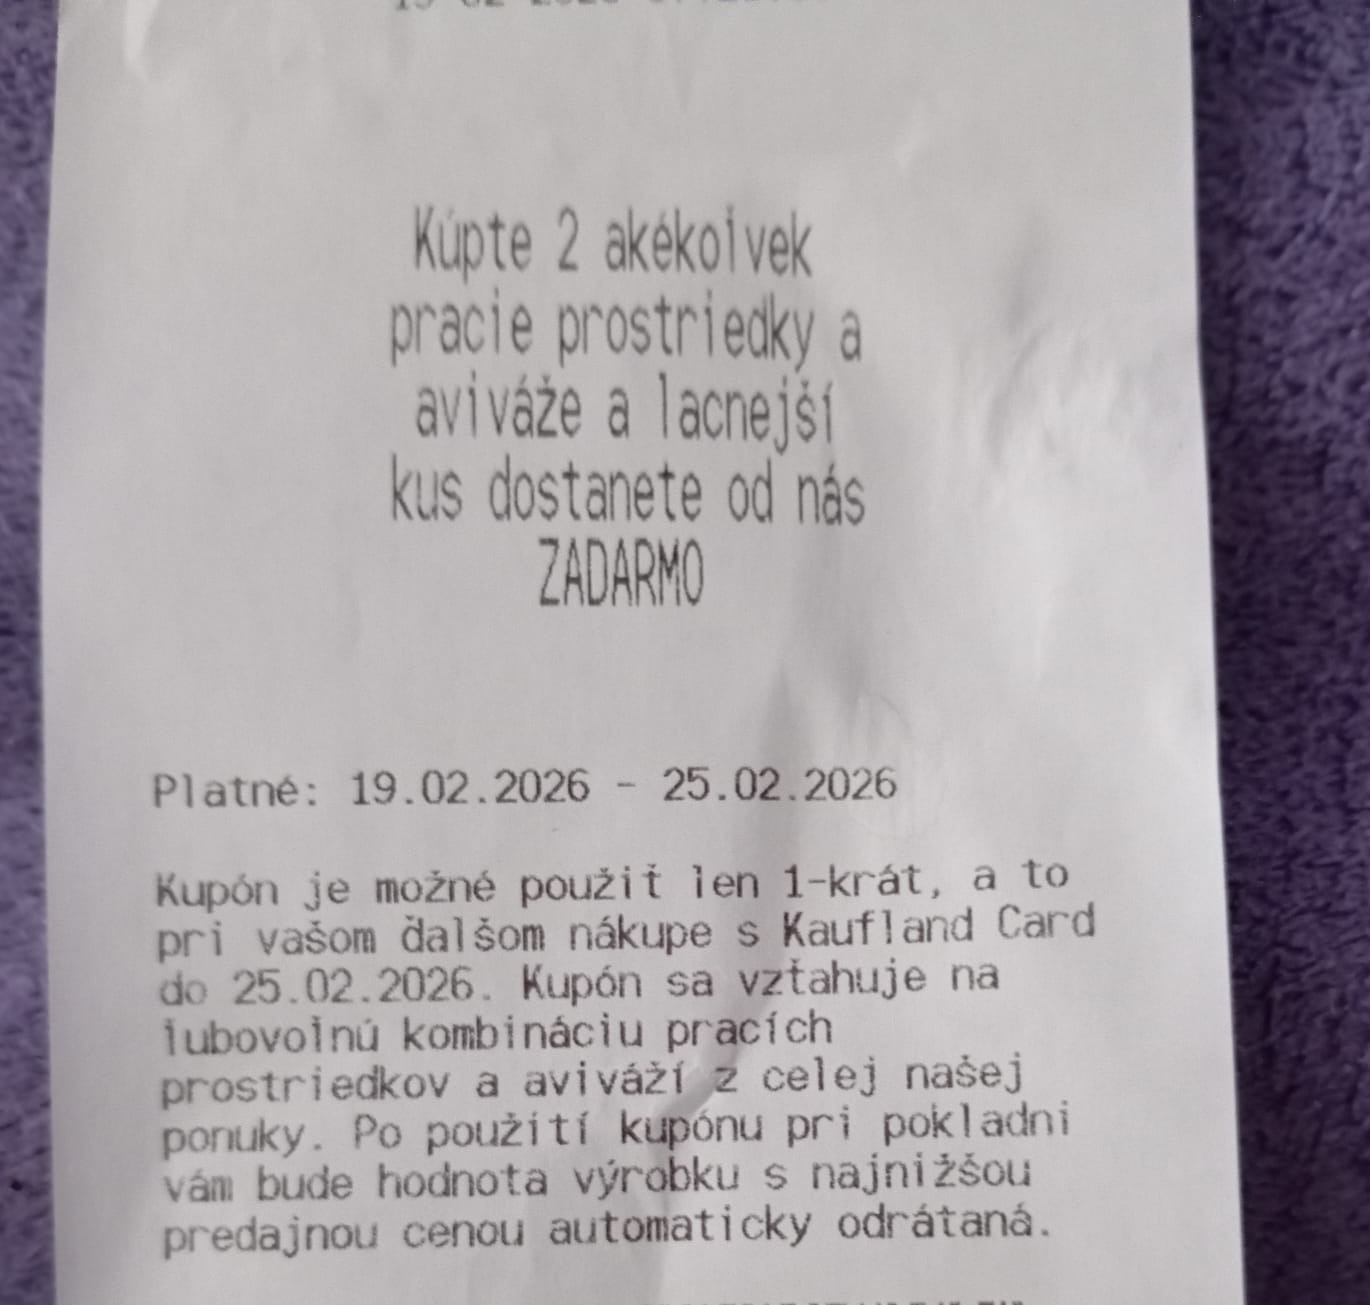 Kúpte 2 akékoľvek
pracie prostriedky a
aviváže a lacnejší
kus dostanete od nás
ZADARMO
Platné: 19.02.2026 - 25.02.2026
Kupón je možné použiť len 1-krát, a to
pri vašom ďalšom nákupe s Kaufland Card
do 25.02.2026. Kupón sa vzťahuje na
ľubovoľnú kombináciu pracích
prostriedkov a aviváží z celej našej
ponuky. Po použití kupónu pri pokladni
vám bude hodnota výrobku s najnižšou
predajnou cenou automaticky odrátaná.